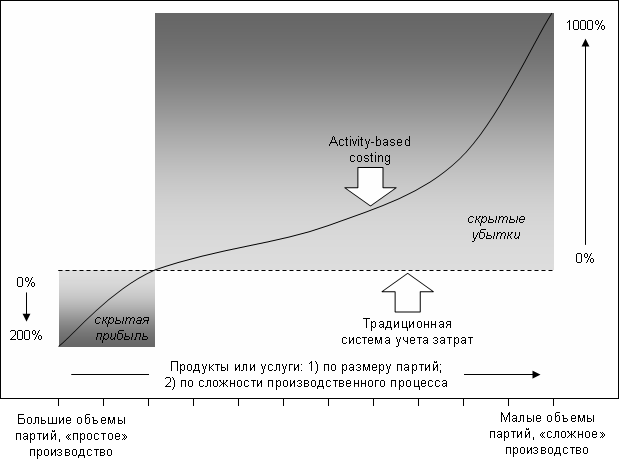 1000%
Activity-based
costing
скрытые
убытки
0%
0%
200%
скрытая
прибыль
Традиционная
система учета затрат
Продукты или услуги: 1) по размеру партий;
2) по сложности производственного процесса
Большие объемы
партий, «простое»
производство
Малые объемы
партий, «сложное»
производство